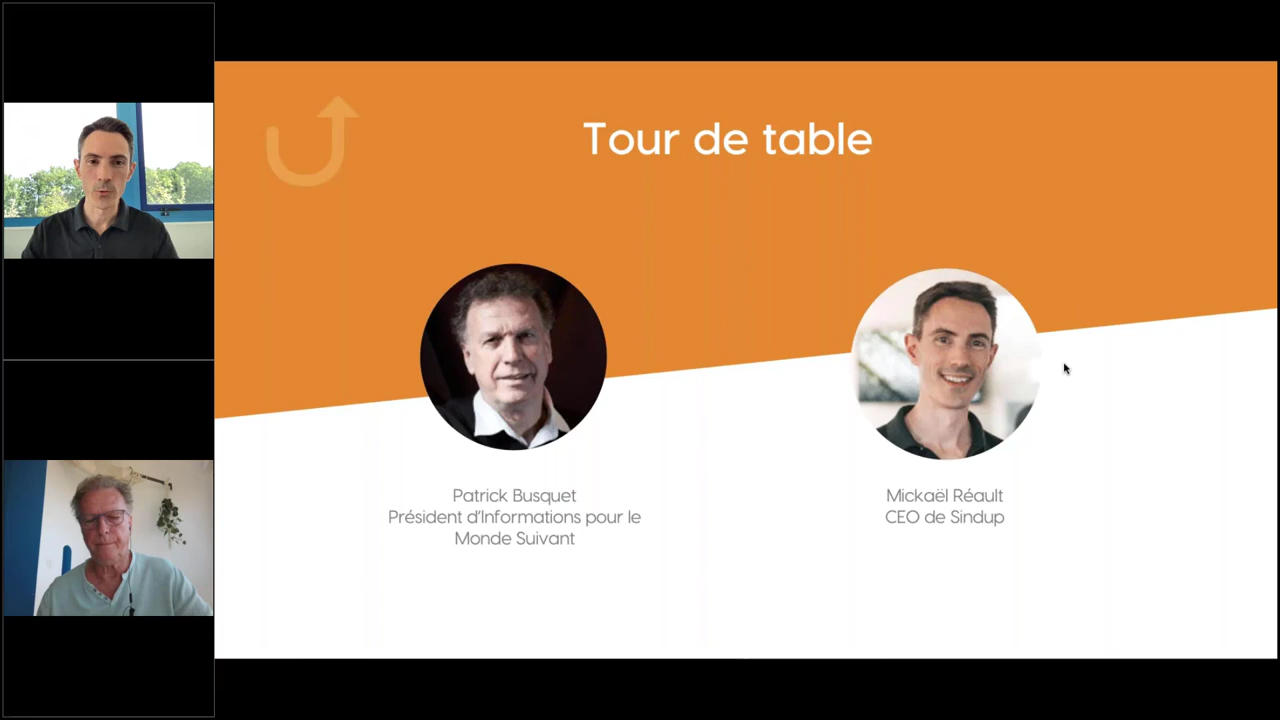 Tour de table
Patrick Busquet
Président d'Informations pour le
Monde Suivant
Mickaël Réault
CEO de Sindup